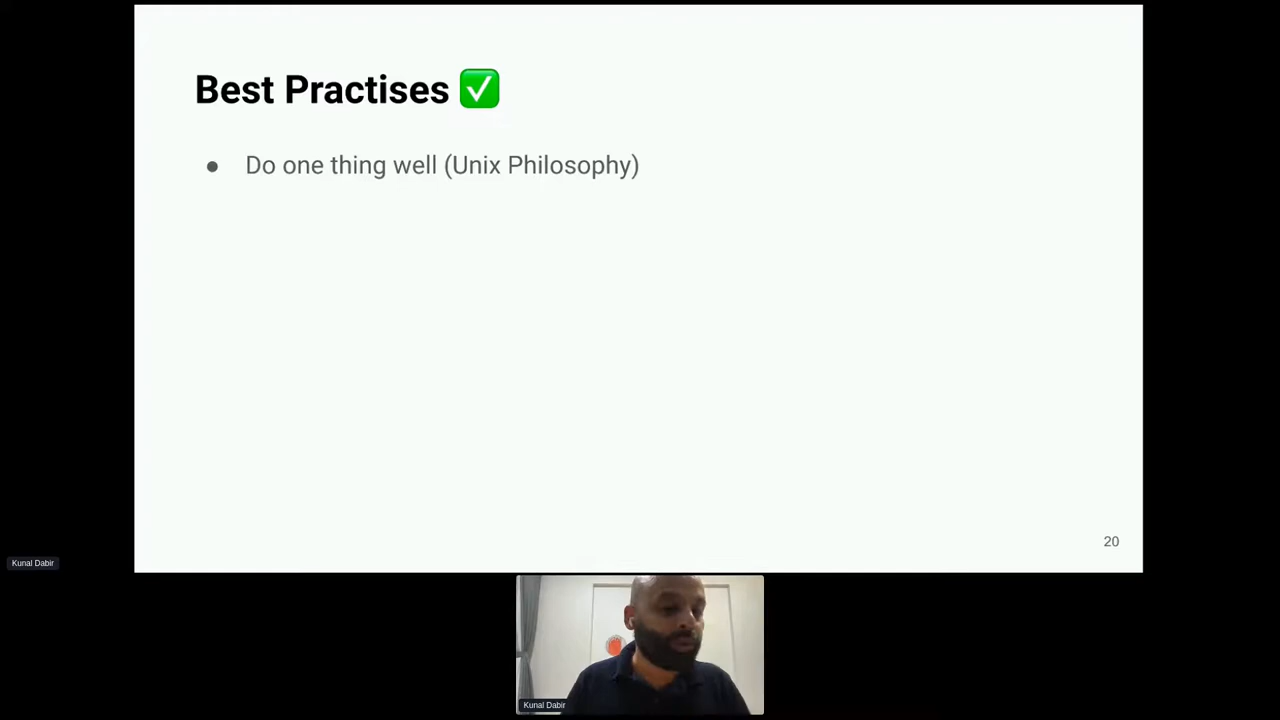 Best Practises ✅
● Do one thing well (Unix Philosophy)
20
Kunal Dabir
Kunal Dabir